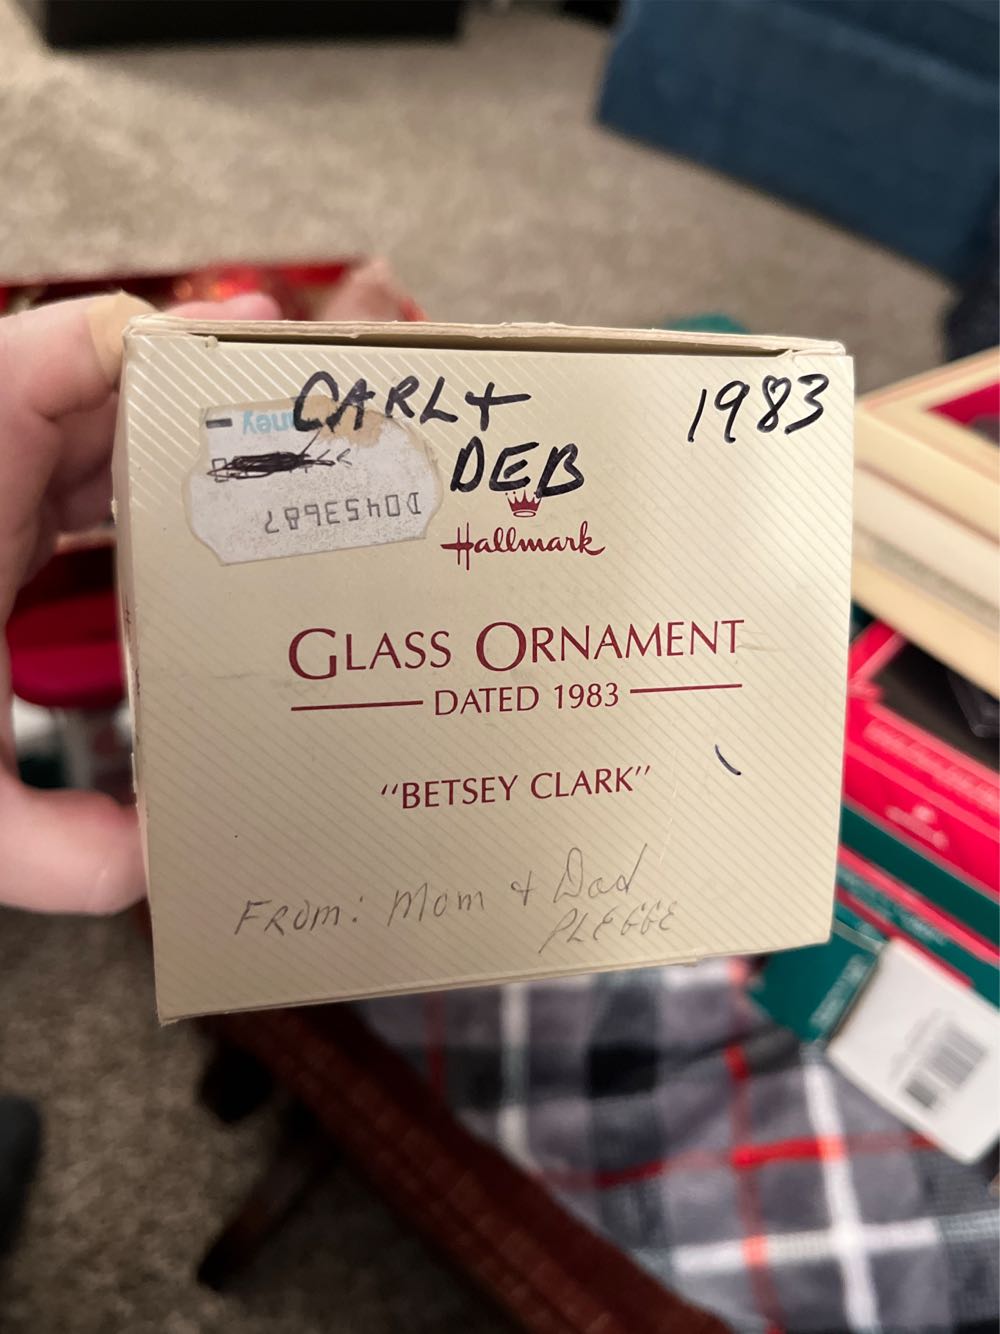 CARL +
DEB
1983
D0453687
Hallmark
GLASS ORNAMENT
DATED 1983
"BETSEY CLARK"
FROM: Mom + Dad
PLEGGE